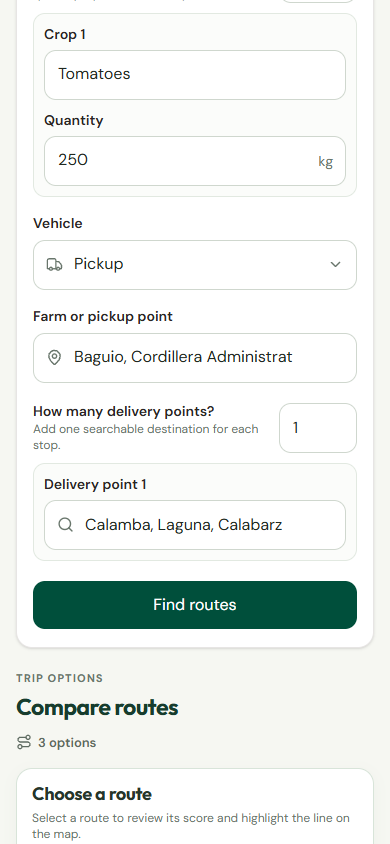 Crop 1
Tomatoes
Quantity
250 kg
Vehicle
Pickup
Farm or pickup point
Baguio, Cordillera Administrat
How many delivery points?
Add one searchable destination for each
stop.
1
Delivery point 1
Calamba, Laguna, Calabarz
Find routes
TRIP OPTIONS
Compare routes
3 options
Choose a route
Select a route to review its score and highlight the line on
the map.